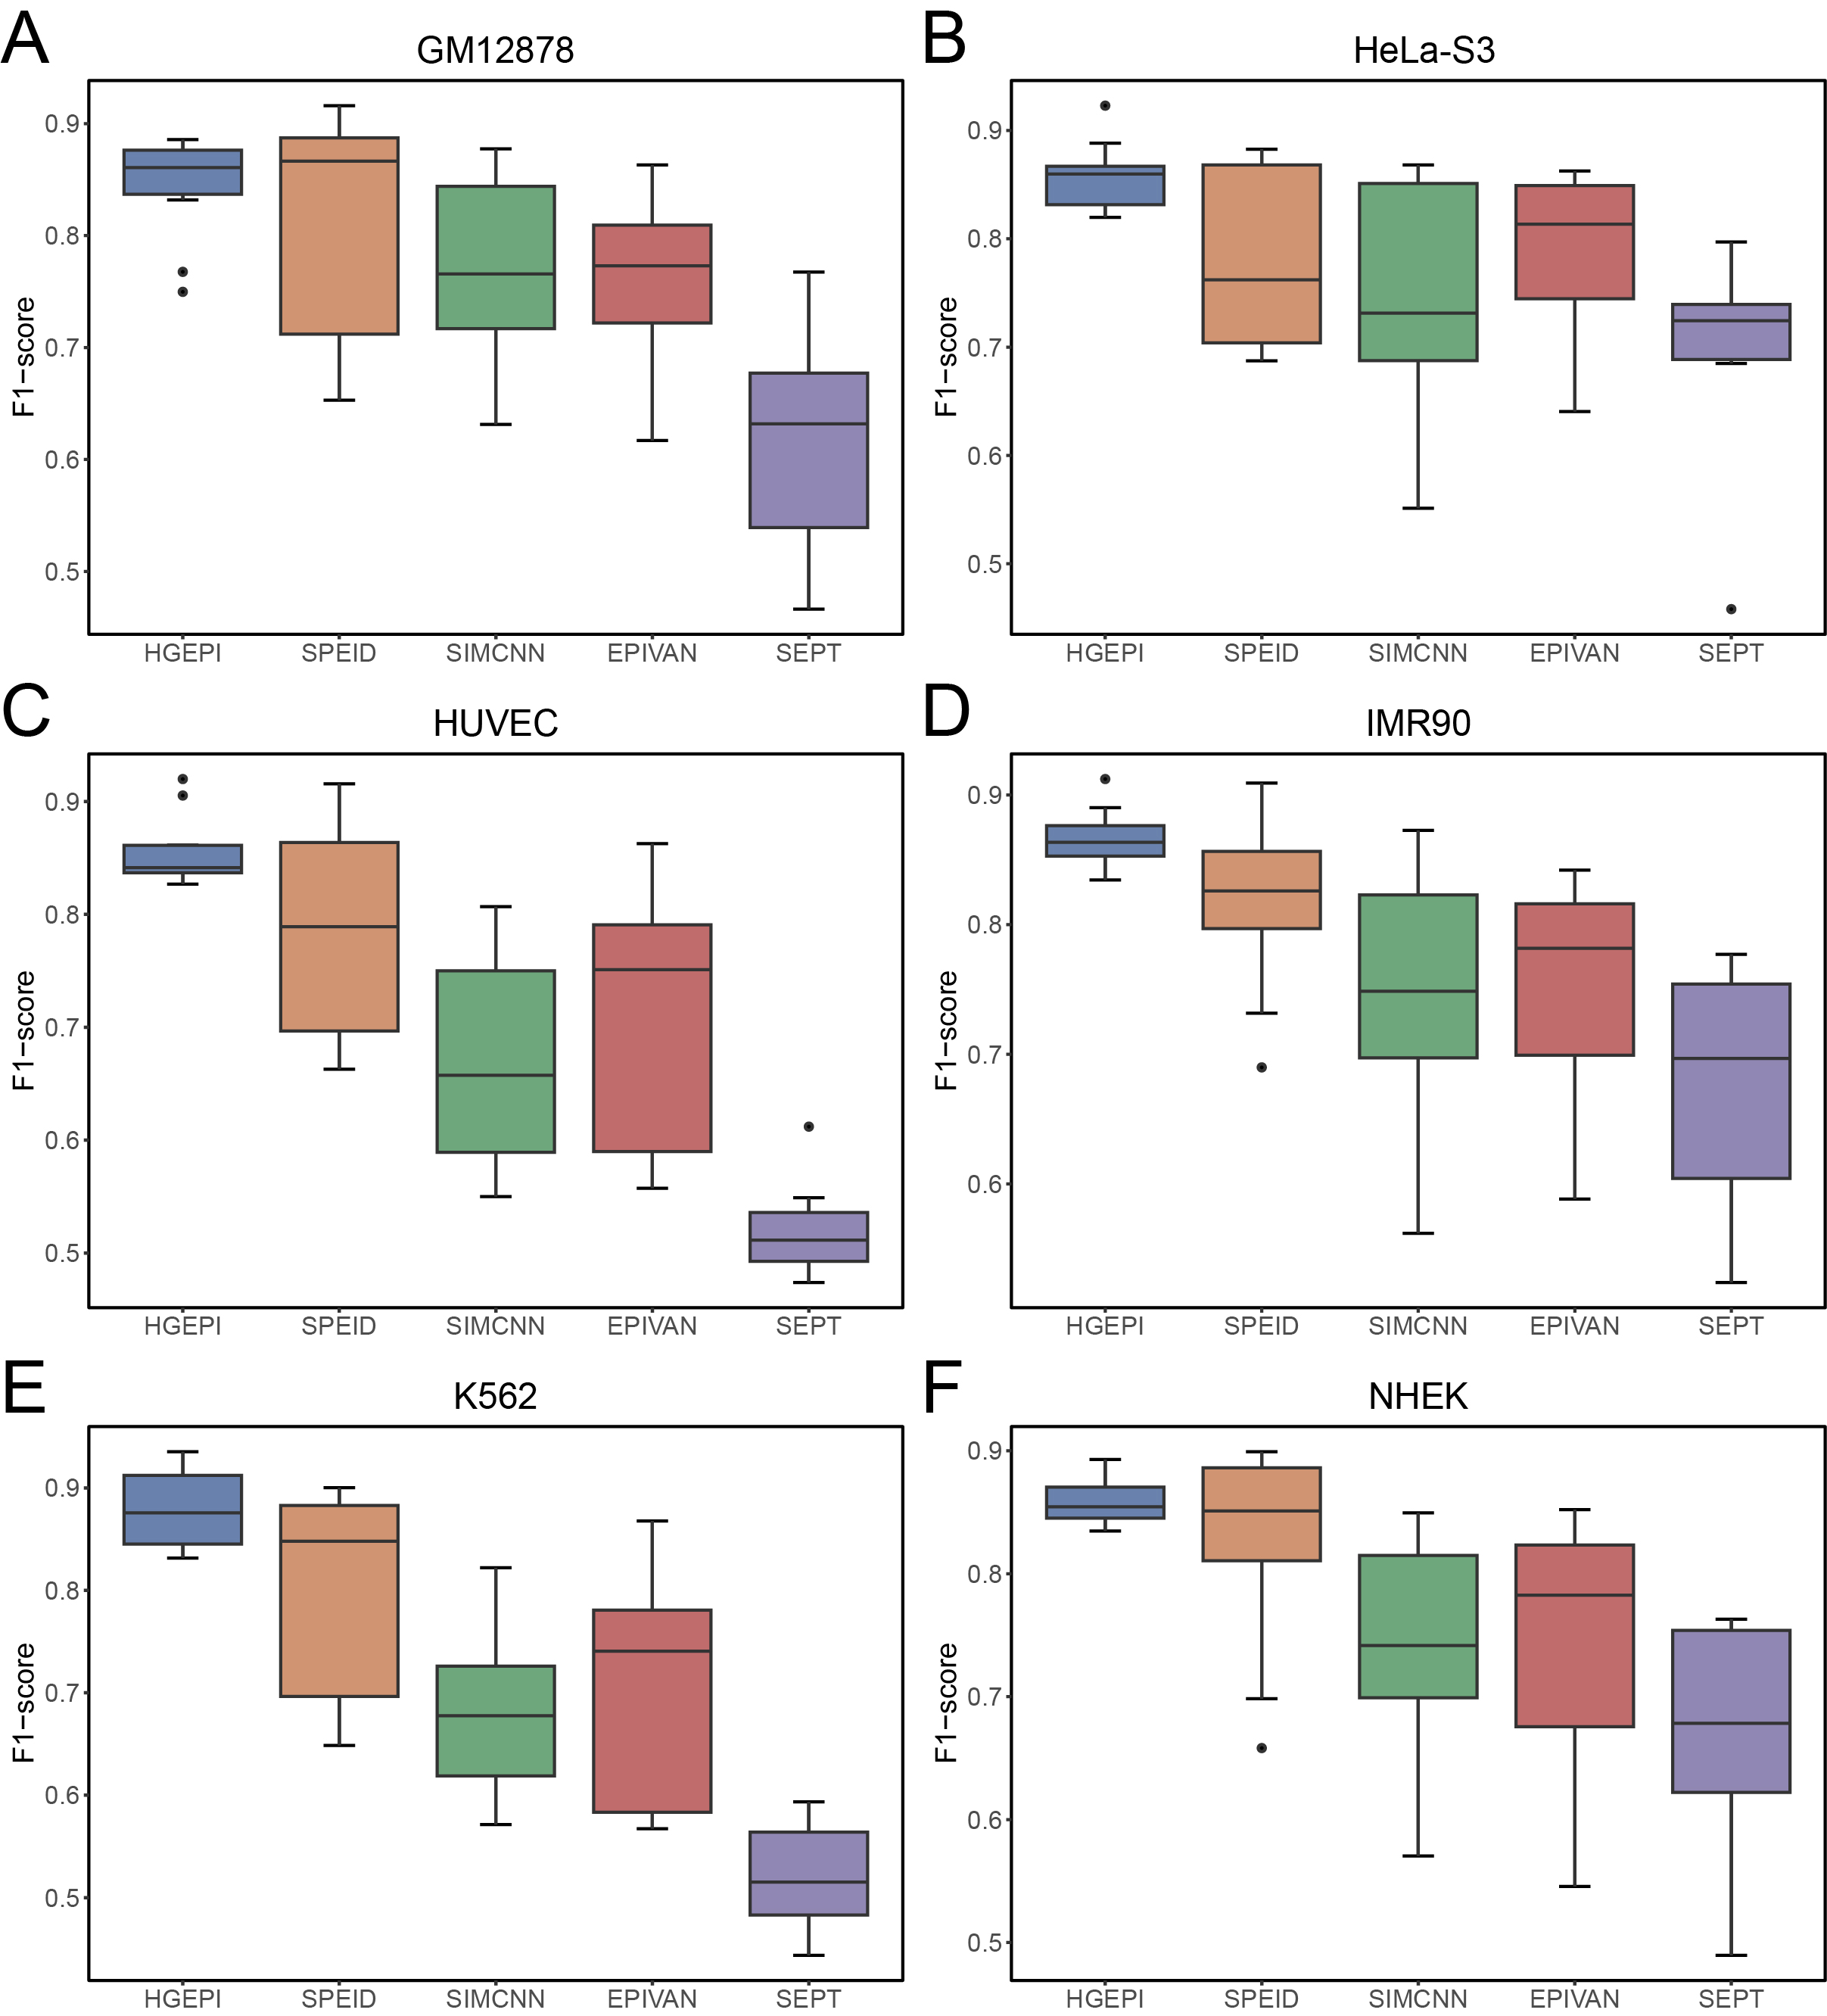 A
GM12878
F1−score
0.9
0.8
0.7
0.6
0.5
HGEPI SPEID SIMCNN EPIVAN SEPT
B
HeLa-S3
F1−score
0.9
0.8
0.7
0.6
0.5
HGEPI SPEID SIMCNN EPIVAN SEPT
C
HUVEC
F1−score
0.9
0.8
0.7
0.6
0.5
HGEPI SPEID SIMCNN EPIVAN SEPT
D
IMR90
F1−score
0.9
0.8
0.7
0.6
HGEPI SPEID SIMCNN EPIVAN SEPT
E
K562
F1−score
0.9
0.8
0.7
0.6
0.5
HGEPI SPEID SIMCNN EPIVAN SEPT
F
NHEK
F1−score
0.9
0.8
0.7
0.6
0.5
HGEPI SPEID SIMCNN EPIVAN SEPT